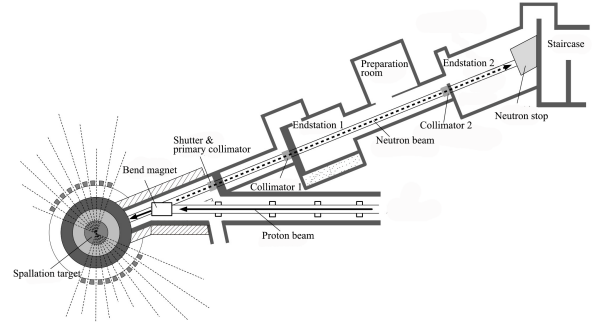 Staircase
Preparation
room
Endstation 2
Neutron stop
Endstation 1
Collimator 2
Neutron beam
Shutter &
primary collimator
Bend magnet
Collimator 1
Proton beam
Spallation target